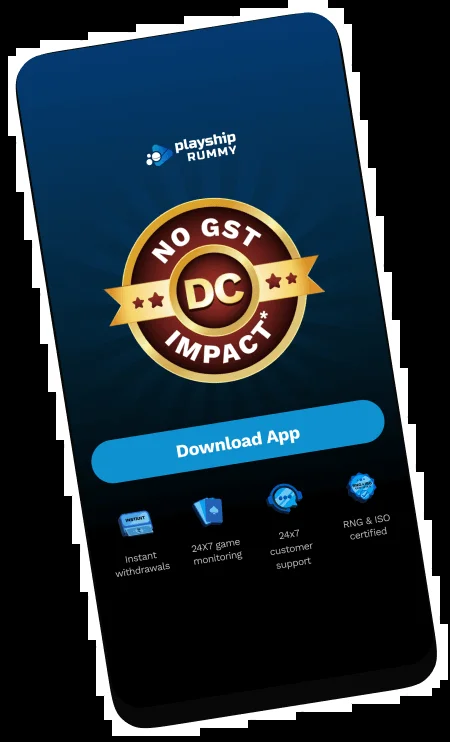 playship
RUMMY
NO GST
DC
IMPACT*
Download App
INSTANT
Instant
withdrawals
24X7 game
monitoring
24x7
customer
support
RNG & ISO
certified